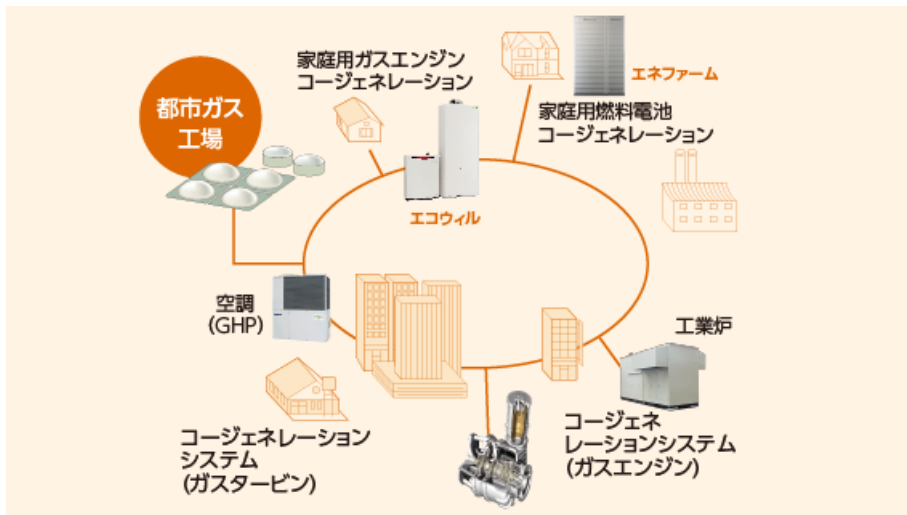 都市ガス
工場
家庭用ガスエンジン
コージェネレーション
エコウィル
エネファーム
家庭用燃料電池
コージェネレーション
空調
(GHP)
工業炉
コージェネレーション
システム
(ガスタービン)
コージェネ
レーションシステム
(ガスエンジン)